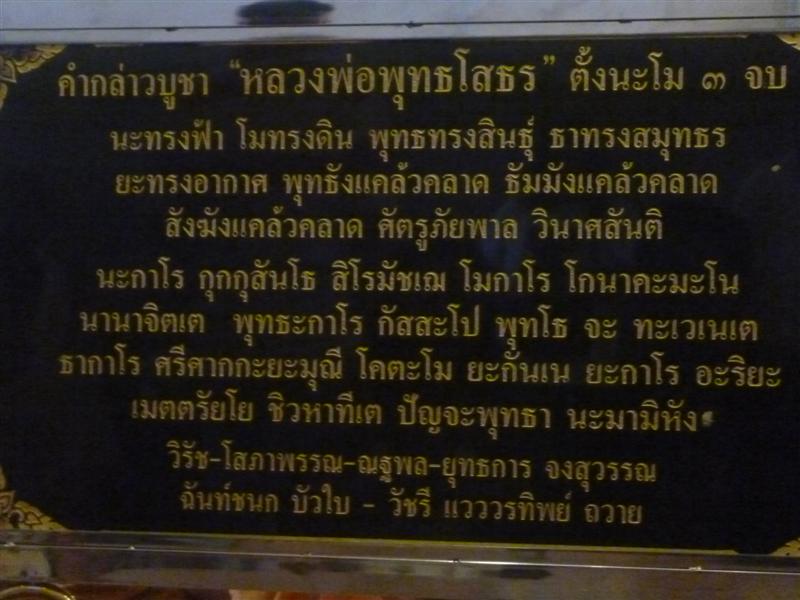 คำกล่าวบูชา “หลวงพ่อพุทธโสธร” ตั้งนะโม ๓ จบ
นะทรงฟ้า โมทรงดิน พุทธทรงสินธุ์ ธาทรงสมุทธร
ยะทรงอากาศ พุทธังแคล้วคลาด ธัมมังแคล้วคลาด
สังฆังแคล้วคลาด ศัตรูภัยพาล วินาศสันติ
นะกาโร กุกกุสันโธ สิโรมัชเฌ โมกาโร โกนาคะมะโน
นานาจิตเต พุทธะกาโร กัสสะโป พุทโธ จะ ทะเวเนเต
ธากาโร ศรีศากกะยะมุณี โคตะโม ยะกันเน ยะกาโร อะริยะ
เมตตรัยโย ชิวหาทีเต ปัญจะพุทธา นะมามิหัง
วิรัช-โสภาพรรณ-ณฐพล-ยุทธการ จงสุวรรณ
ฉันท์ชนก บัวใบ - วัชรี แวววรทิพย์ ถวาย